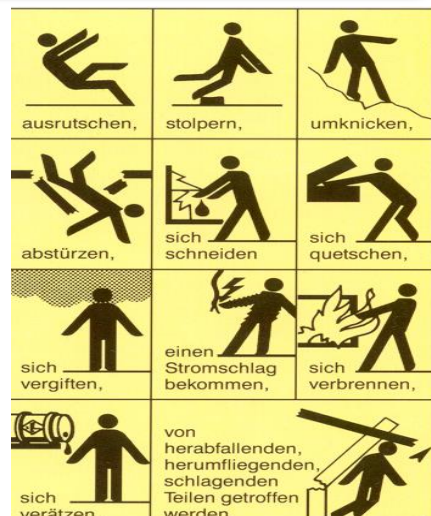 ausrutschen,
stolpern,
umknicken,
abstürzen,
sich
schneiden
sich
quetschen,
sich
vergiften,
einen
Stromschlag
bekommen,
sich
verbrennen,
sich
verätzen
von
herabfallenden,
herumfliegenden,
schlagenden
Teilen getroffen
werden